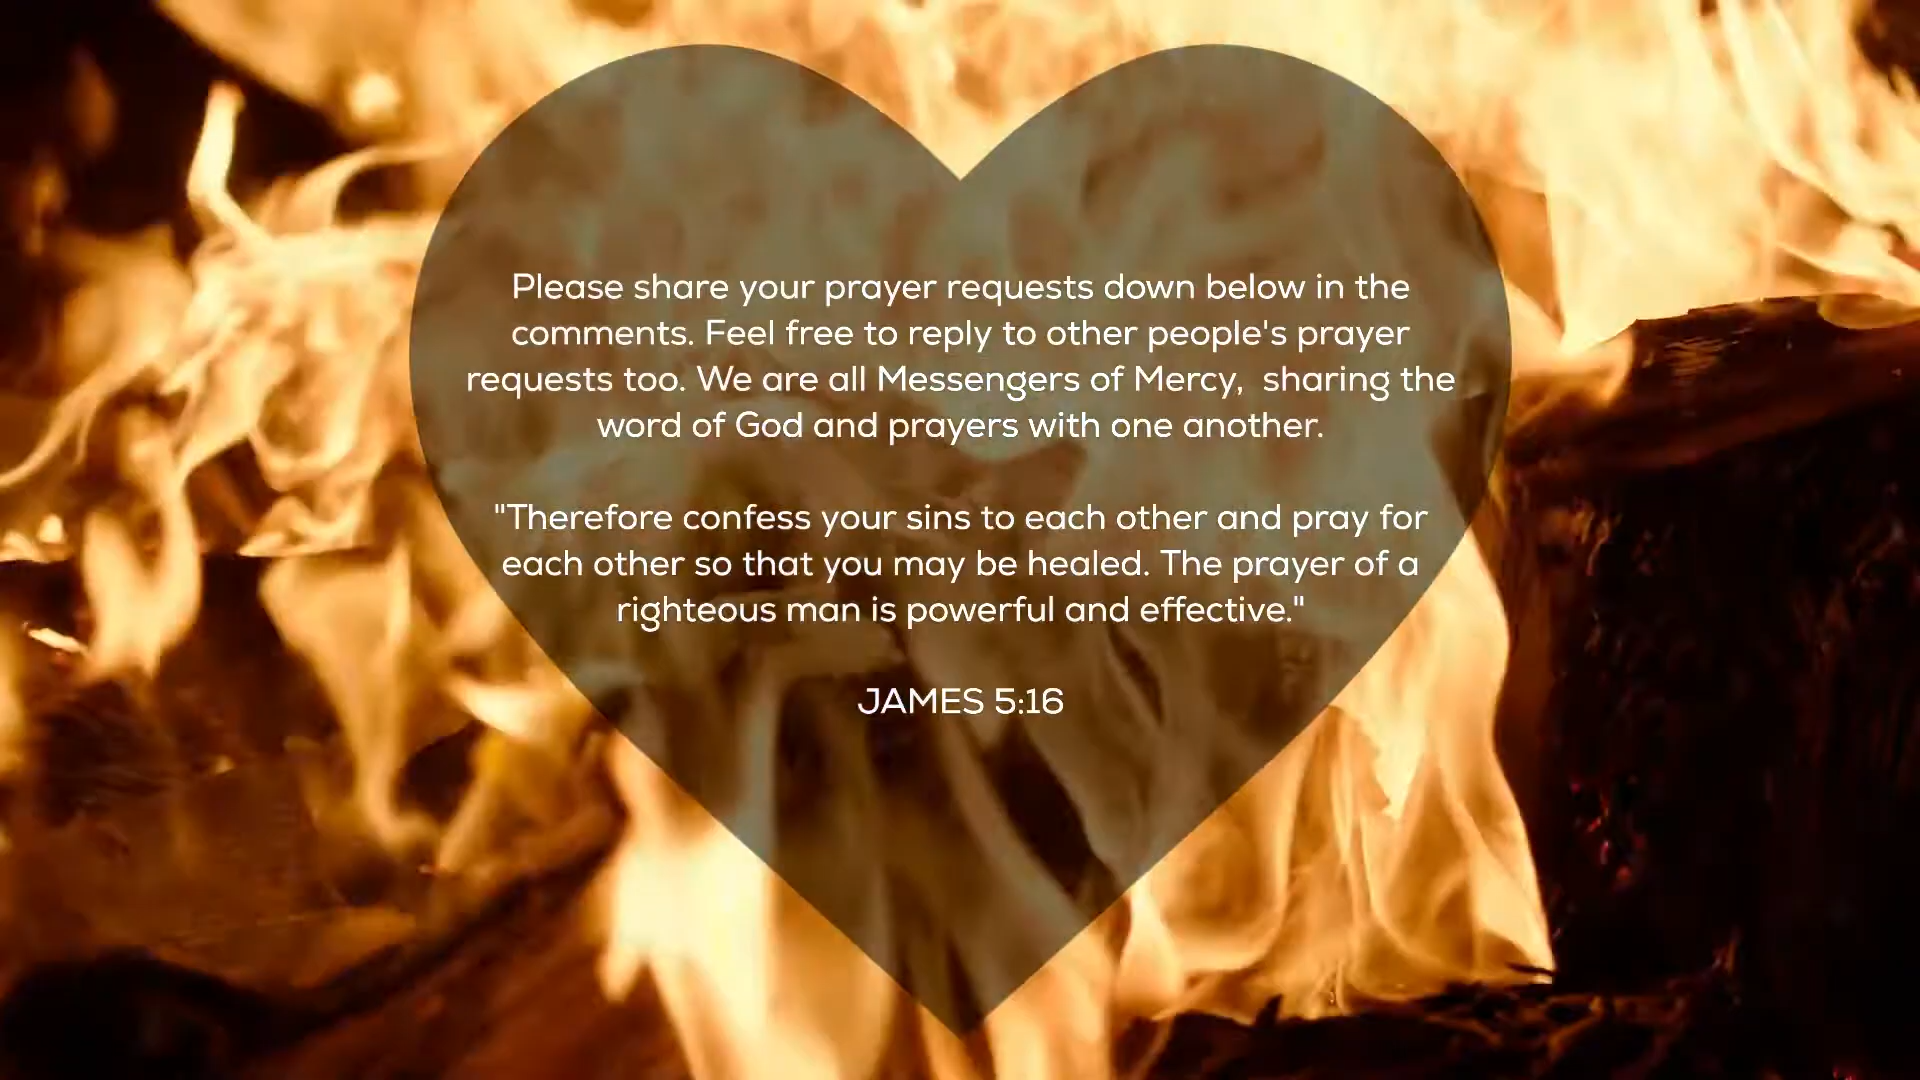 Please share your prayer requests down below in the
comments. Feel free to reply to other people's prayer
requests too. We are all Messengers of Mercy,  sharing the
word of God and prayers with one another.
"Therefore confess your sins to each other and pray for
each other so that you may be healed. The prayer of a
righteous man is powerful and effective."
JAMES 5:16